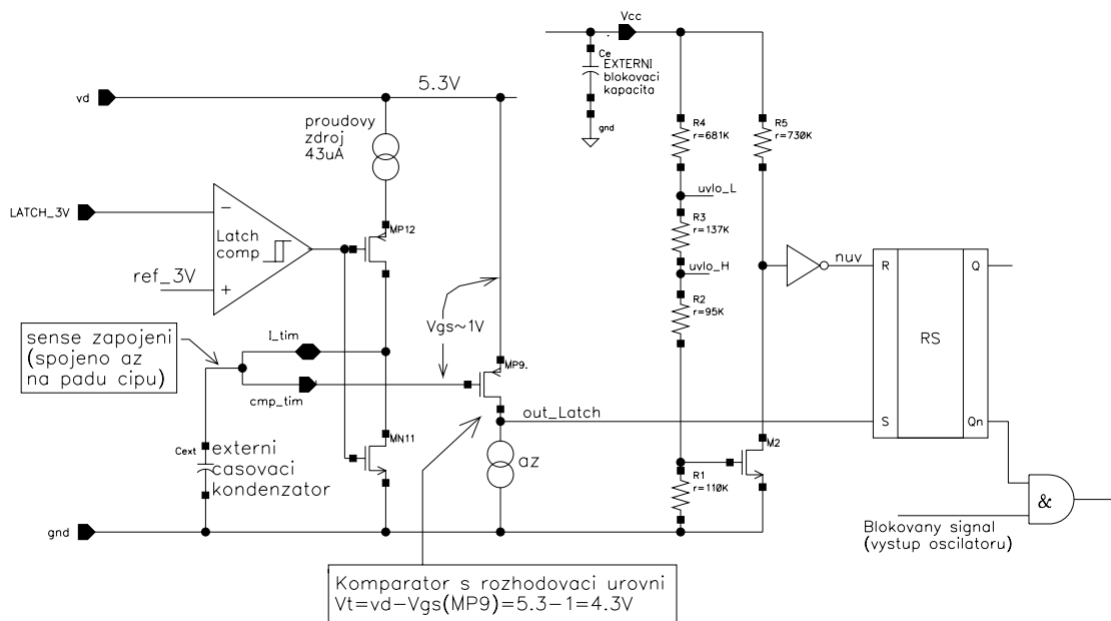 Vcc
Ce
EXTERNI
blokovaci
kapacita
gnd
vd
5.3V
proudovy
zdroj
43uA
R4
r=681K
R5
r=730K
uvlo_L
LATCH_3V
−
Latch
comp
MP12
R3
r=137K
ref_3V
+
uvlo_H
nuv
R
Q
R2
r=95K
Vgs~1V
RS
sense zapojeni
(spojeno az
na padu cipu)
I_tim
cmp_tim
MP9
out_Latch
S
Qn
MN11
M2
Cext
externi
casovaci
kondenzator
az
R1
r=110K
&
gnd
Blokovany signal
(vystup oscilatoru)
Komparator s rozhodovaci urovni
Vt=vd−Vgs(MP9)=5.3−1=4.3V